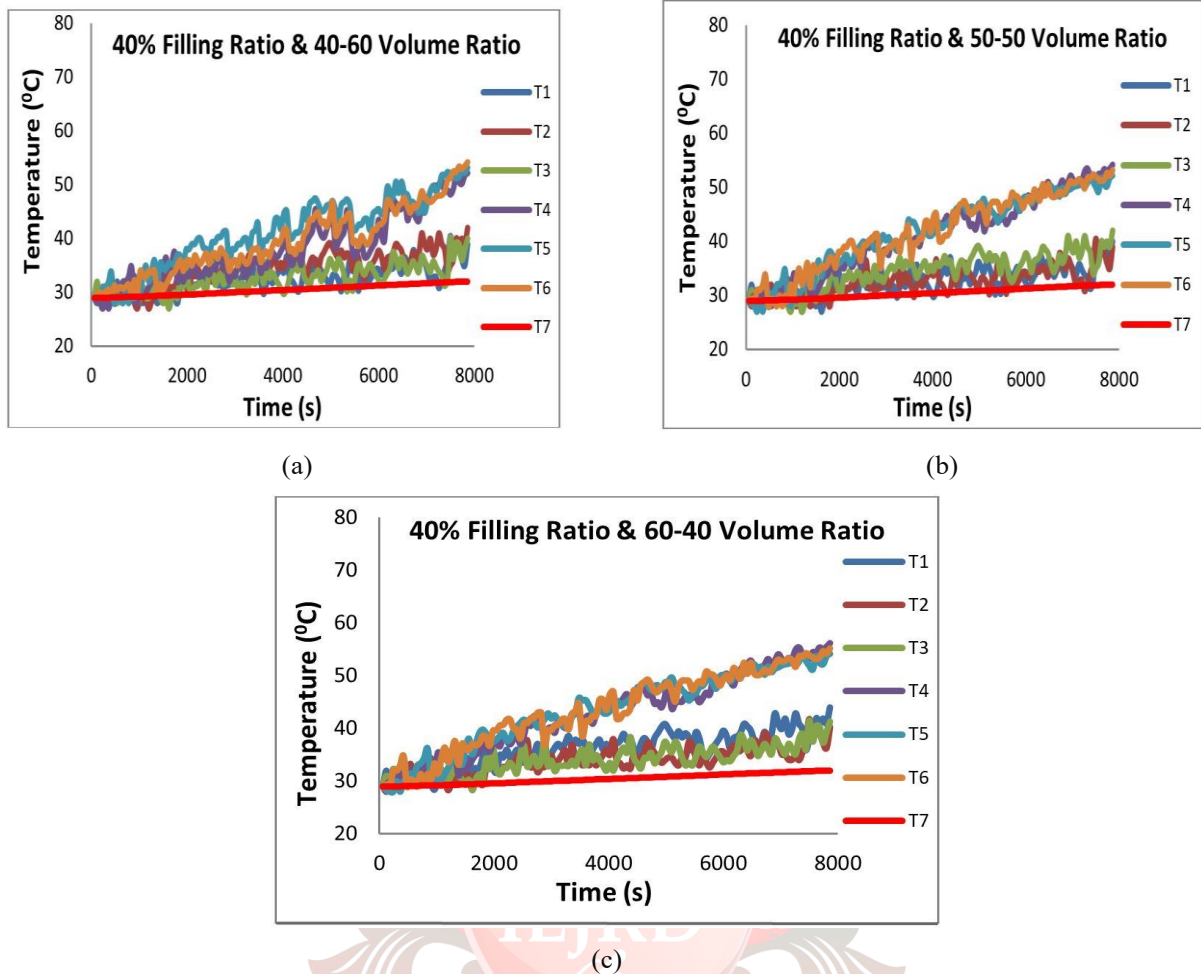 40% Filling Ratio & 40-60 Volume Ratio
Temperature (⁰C)
80
70
60
50
40
30
20
0 2000 4000 6000 8000
Time (s)
T1
T2
T3
T4
T5
T6
T7
(a)
40% Filling Ratio & 50-50 Volume Ratio
Temperature (⁰C)
80
70
60
50
40
30
20
0 2000 4000 6000 8000
Time (s)
T1
T2
T3
T4
T5
T6
T7
(b)
40% Filling Ratio & 60-40 Volume Ratio
Temperature (⁰C)
80
70
60
50
40
30
20
0 2000 4000 6000 8000
Time (s)
T1
T2
T3
T4
T5
T6
T7
(c)